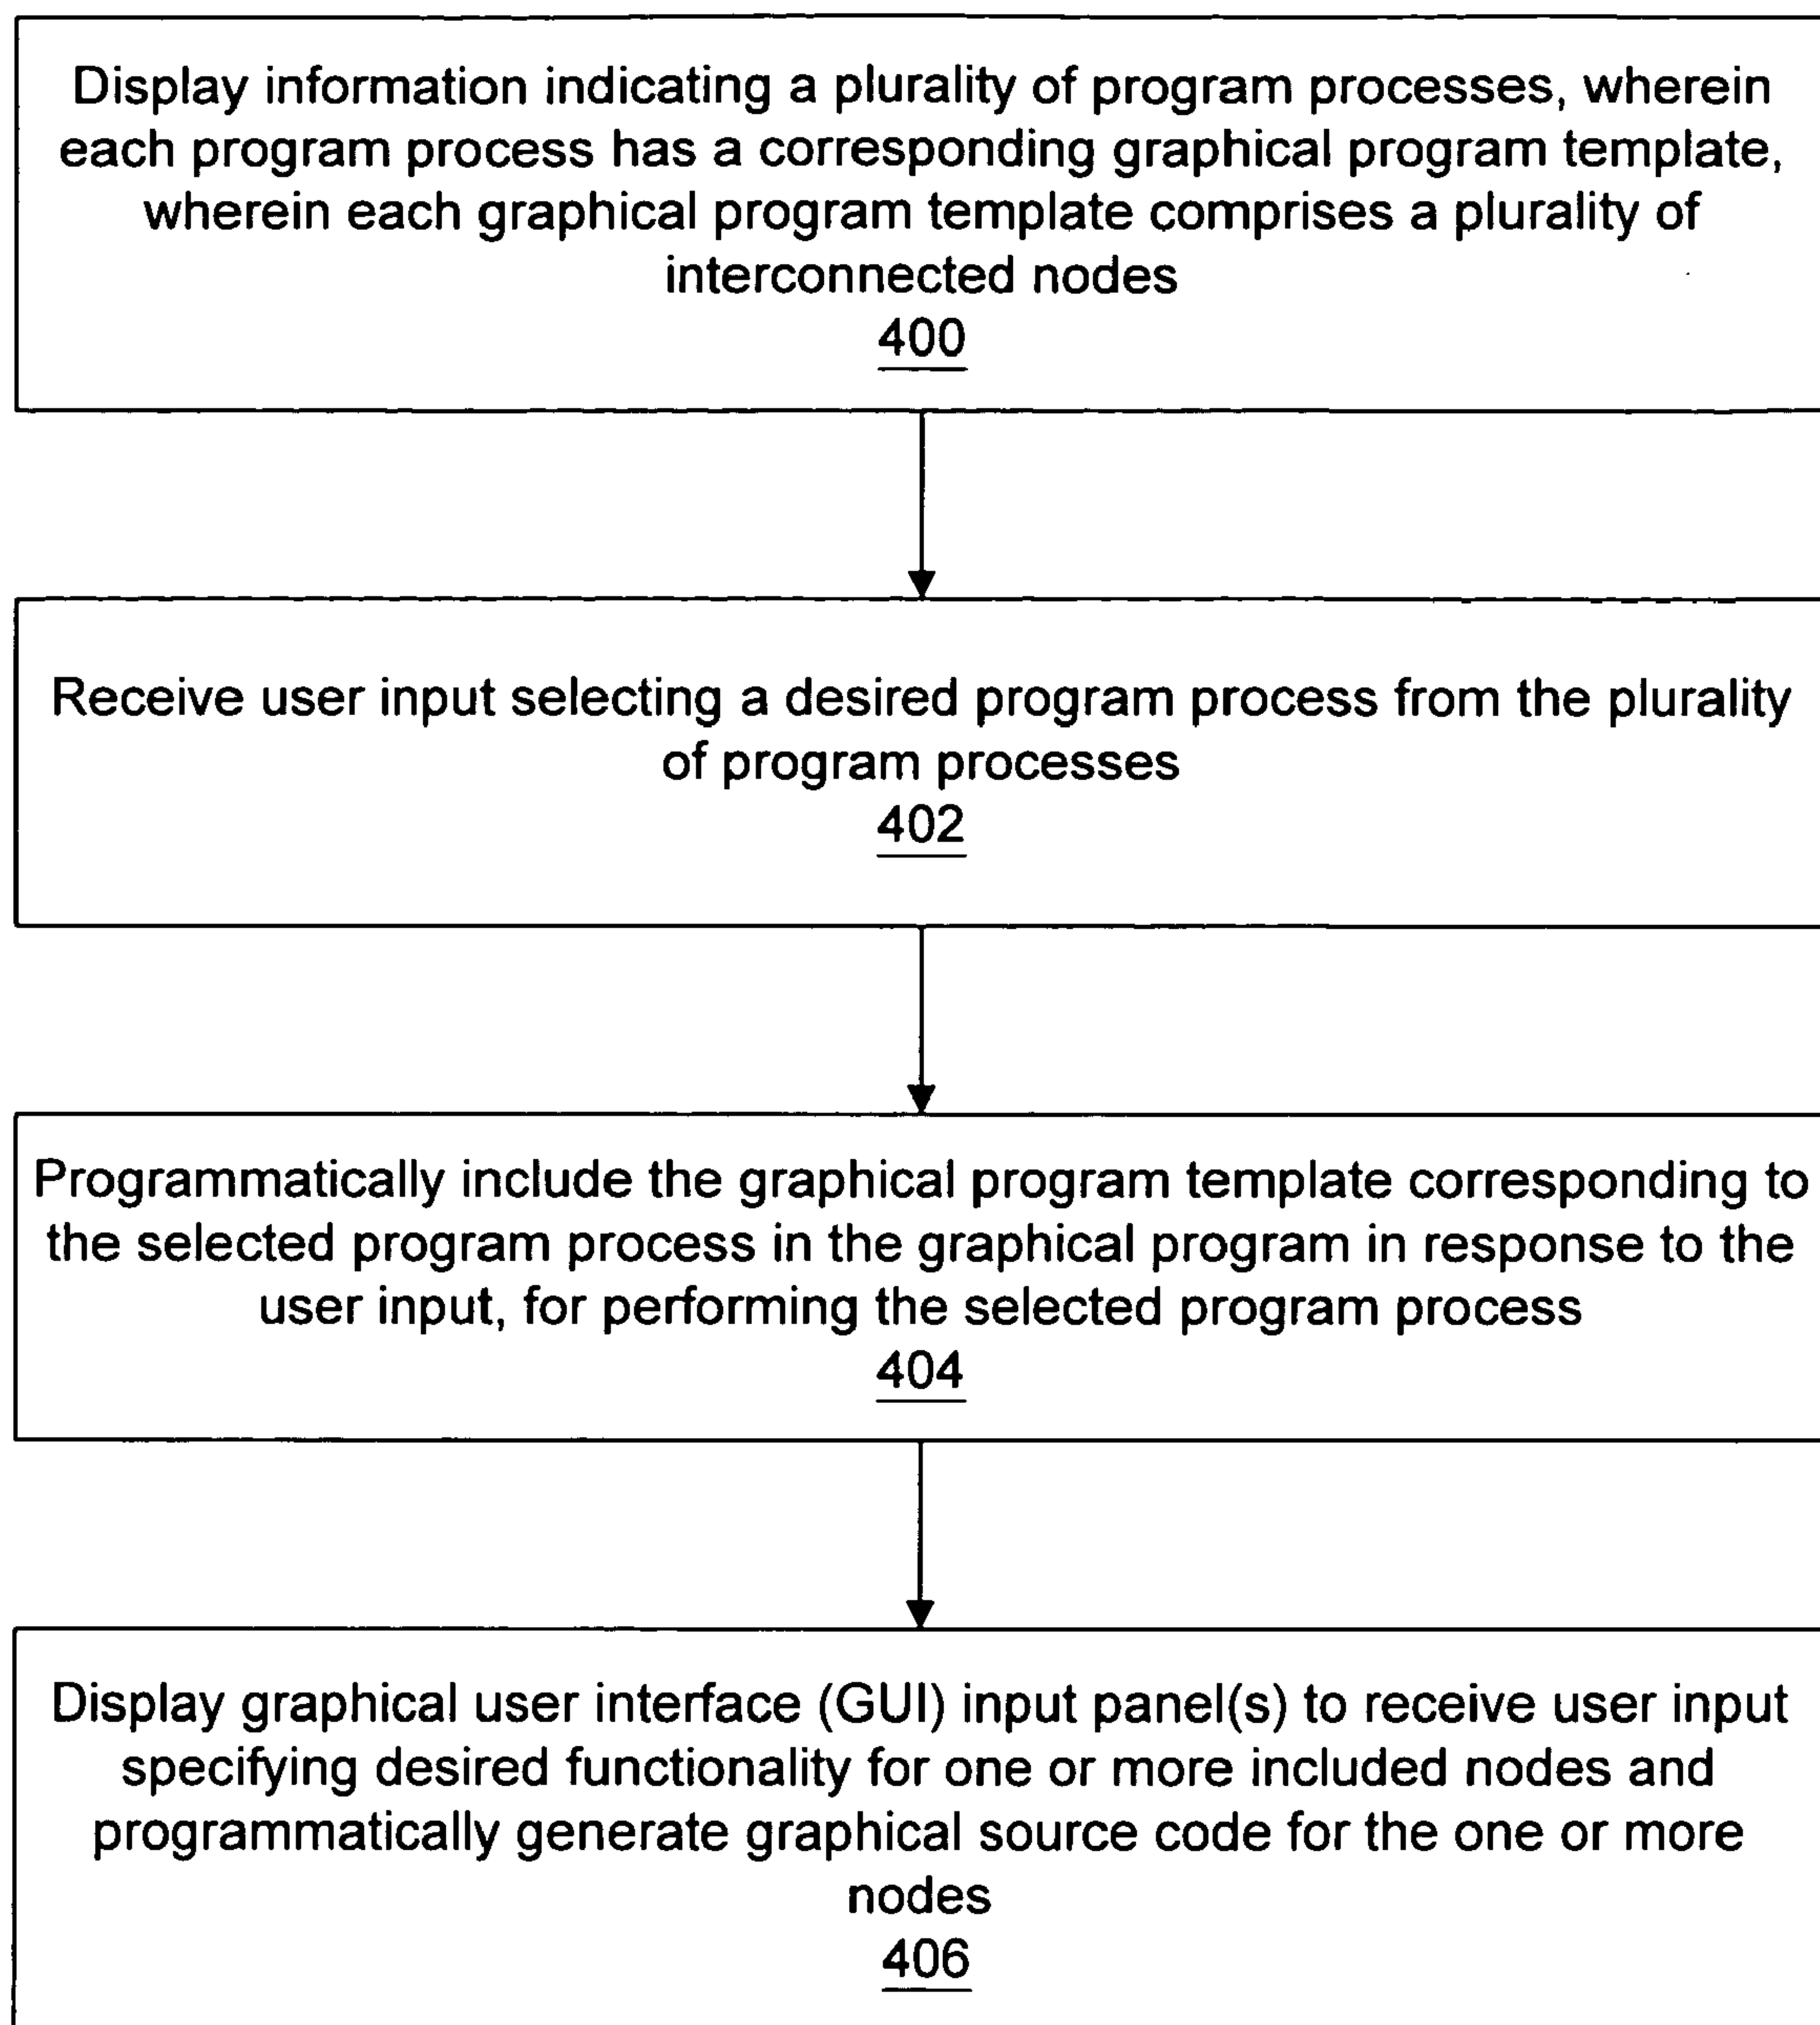 Display information indicating a plurality of program processes, wherein
each program process has a corresponding graphical program template,
wherein each graphical program template comprises a plurality of
interconnected nodes
400
Receive user input selecting a desired program process from the plurality
of program processes
402
Programmatically include the graphical program template corresponding to
the selected program process in the graphical program in response to the
user input, for performing the selected program process
404
Display graphical user interface (GUI) input panel(s) to receive user input
specifying desired functionality for one or more included nodes and
programmatically generate graphical source code for the one or more
nodes
406